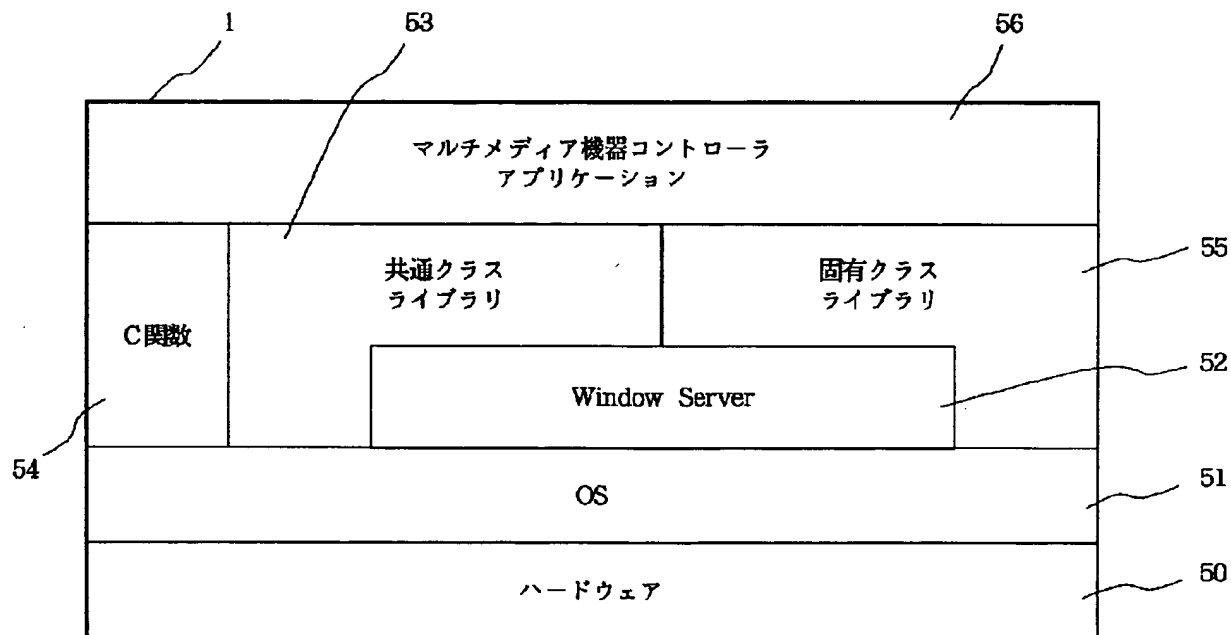 1
53
56
マルチメディア機器コントローラ
アプリケーション
共通クラス
ライブラリ
固有クラス
ライブラリ
55
C関数
Window Server
52
54
OS
51
ハードウェア
50